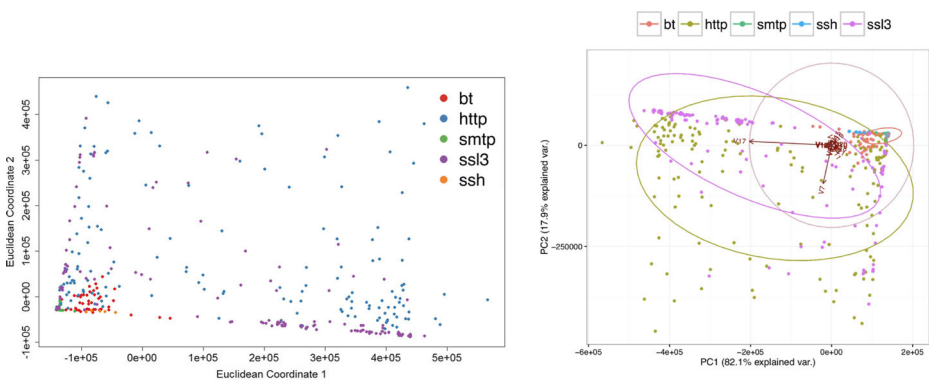 bt
http
smtp
ssl3
ssh
4e+05
3e+05
2e+05
1e+05
0e+00
-1e+05
Euclidean Coordinate 2
-1e+05 0e+00 1e+05 2e+05 3e+05 4e+05 5e+05
Euclidean Coordinate 1
bt http smtp ssh ssl3
0
−250000
PC2 (17.9% explained var.)
V17
V7
−6e+05 −4e+05 −2e+05 0e+00 2e+05
PC1 (82.1% explained var.)